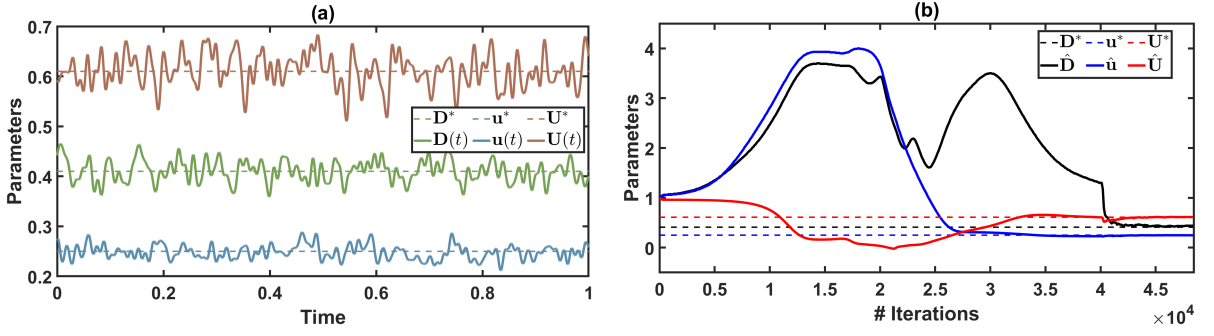 (a)
0.7
0.6
0.5
0.4
0.3
0.2
Parameters
D* u* U*
D(t) u(t) U(t)
0 0.2 0.4 0.6 0.8 1
Time
(b)
4
3
2
1
0
Parameters
D* u* U*
D̂ û Û
0 0.5 1 1.5 2 2.5 3 3.5 4 4.5
# Iterations
×10⁴